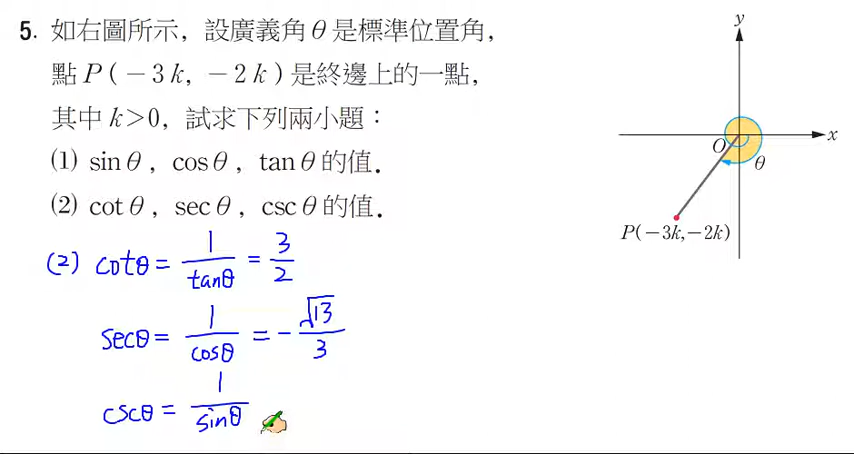 5. 如右圖所示，設廣義角θ是標準位置角，
點P(－3k,－2k)是終邊上的一點，
其中k＞0，試求下列兩小題：
(1) sinθ，cosθ，tanθ的值．
(2) cotθ，secθ，cscθ的值．
(2) cotθ = 1/tanθ = 3/2
secθ = 1/cosθ = -√13/3
cscθ = 1/sinθ
y
x
O
θ
P(－3k,－2k)